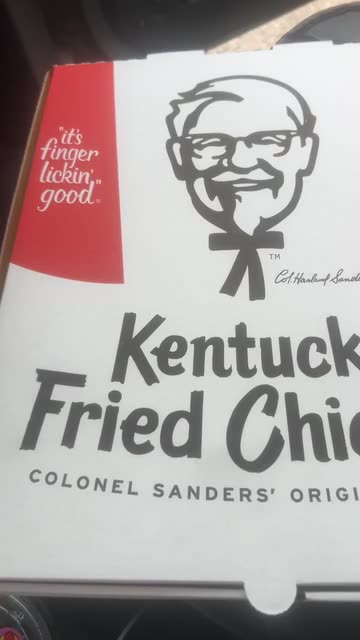 "it's
finger
lickin'
good."®
TM
Col. Harland Sande
Kentuck
Fried Chic
COLONEL SANDERS' ORIGI